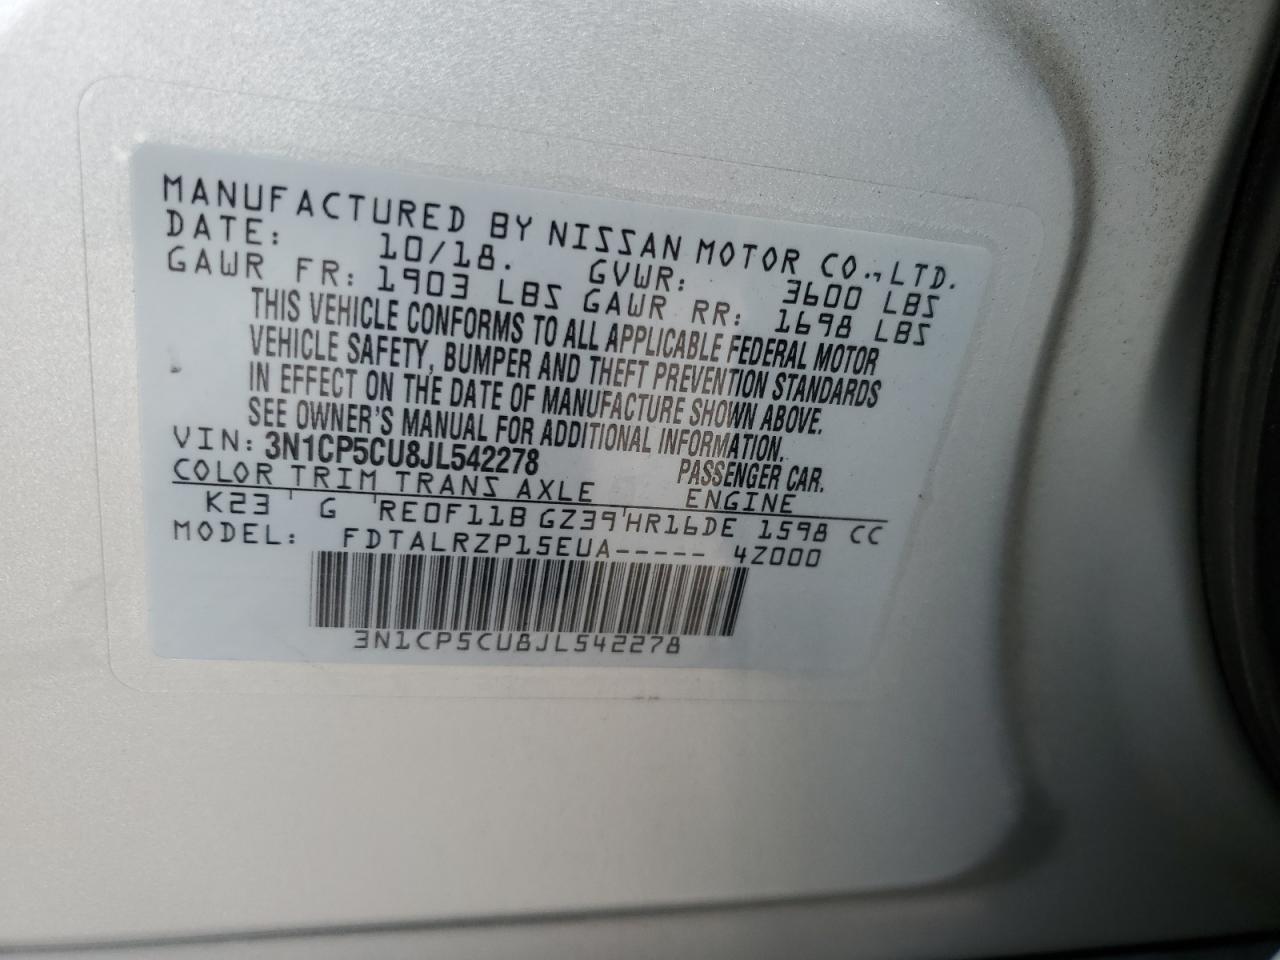 MANUFACTURED BY NISSAN MOTOR CO., LTD.
DATE: 10/18. GVWR: 3600 LBS
GAWR FR: 1903 LBS GAWR RR: 1698 LBS
THIS VEHICLE CONFORMS TO ALL APPLICABLE FEDERAL MOTOR
VEHICLE SAFETY, BUMPER AND THEFT PREVENTION STANDARDS
IN EFFECT ON THE DATE OF MANUFACTURE SHOWN ABOVE.
SEE OWNER'S MANUAL FOR ADDITIONAL INFORMATION.
VIN: 3N1CP5CU8JL542278 PASSENGER CAR.
COLOR TRIM TRANS AXLE ENGINE
K23 G RE0F11B GZ39 HR16DE 1598 CC
MODEL: FDTALRZP15EUA----- 4Z000
3N1CP5CU8JL542278